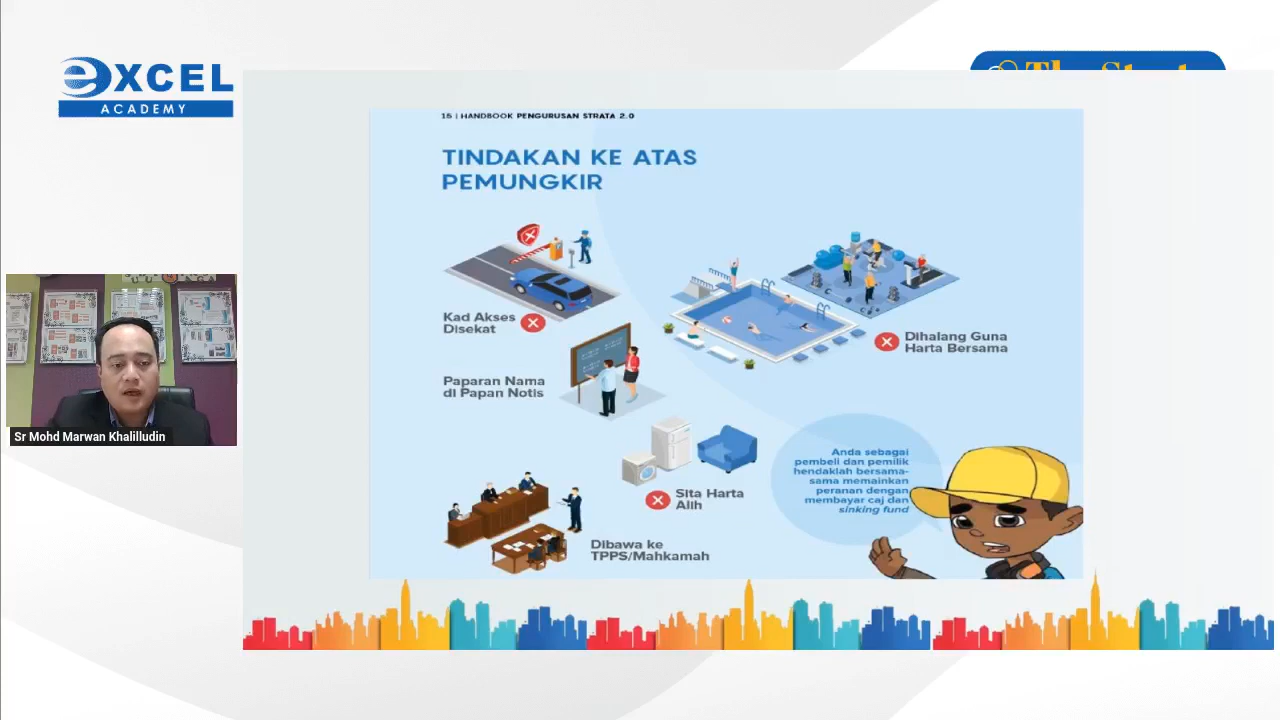 eXCEL
ACADEMY
15 | HANDBOOK PENGURUSAN STRATA 2.0
TINDAKAN KE ATAS
PEMUNGKIR
Kad Akses
Disekat
Dihalang Guna
Harta Bersama
Paparan Nama
di Papan Notis
Sita Harta
Alih
Anda sebagai
pembeli dan pemilik
hendaklah bersama-
sama memainkan
peranan dengan
membayar caj dan
sinking fund
Dibawa ke
TPPS/Mahkamah
Sr Mohd Marwan Khalilludin